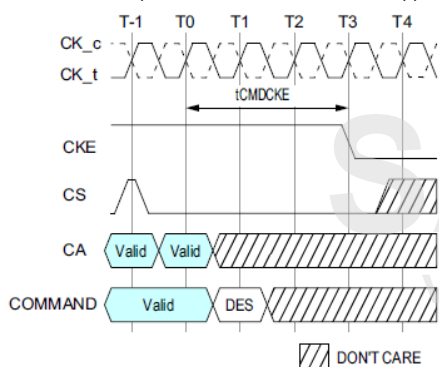 T-1 T0 T1 T2 T3 T4
CK_c
CK_t
tCMDCKE
CKE
CS
CA Valid Valid
COMMAND Valid DES
DON'T CARE